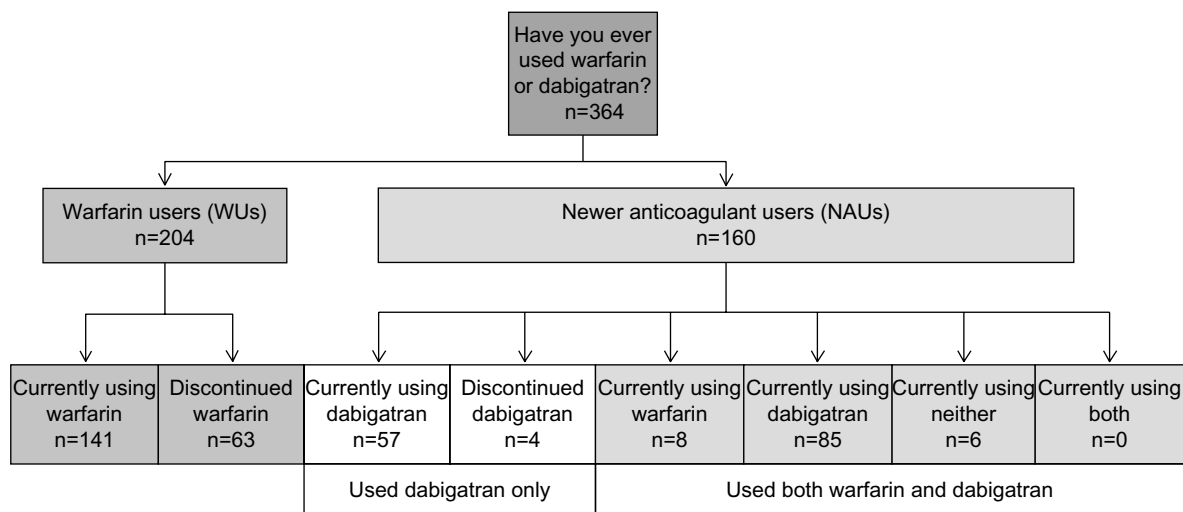 Have you ever
used warfarin
or dabigatran?
n=364
Warfarin users (WUs)
n=204
Newer anticoagulant users (NAUs)
n=160
Currently using
warfarin
n=141
Discontinued
warfarin
n=63
Currently using
dabigatran
n=57
Discontinued
dabigatran
n=4
Currently using
warfarin
n=8
Currently using
dabigatran
n=85
Currently using
neither
n=6
Currently using
both
n=0
Used dabigatran only
Used both warfarin and dabigatran